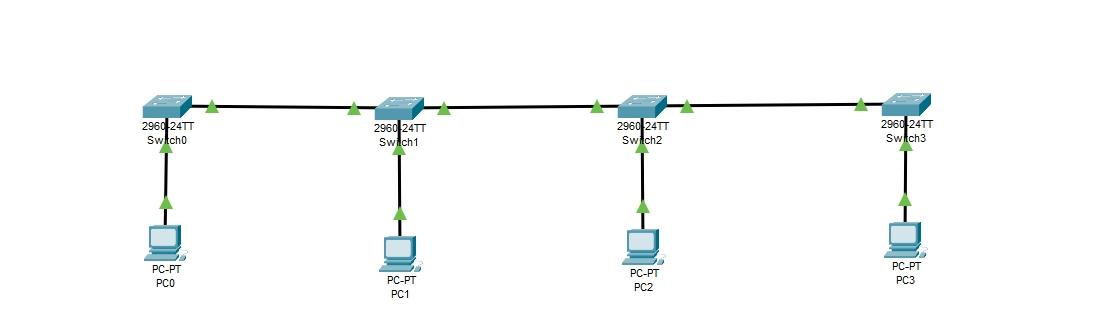 2960-24TT
Switch0
2960-24TT
Switch1
2960-24TT
Switch2
2960-24TT
Switch3
PC-PT
PC0
PC-PT
PC1
PC-PT
PC2
PC-PT
PC3